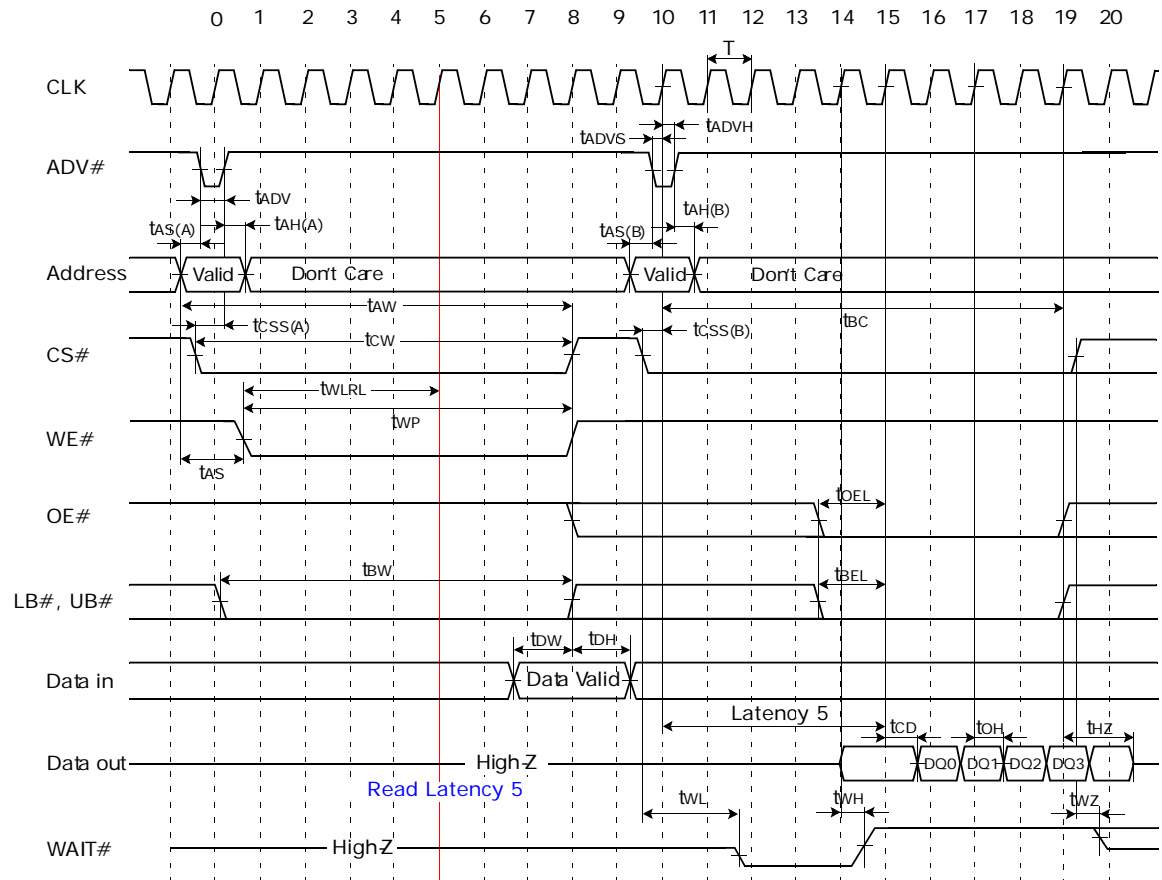 0 1 2 3 4 5 6 7 8 9 10 11 12 13 14 15 16 17 18 19 20
T
CLK
tADVH
tADVS
ADV#
tADV
tAH(B)
tAS(A)
tAH(A)
tAS(B)
Address
Valid
Don't Care
Valid
Don't Care
tAW
tBC
tCSS(A)
tCSS(B)
tCW
CS#
tWLRL
tWP
WE#
tAS
tOEL
OE#
tBW
tBEL
LB#, UB#
tDW
tDH
Data in
Data Valid
Latency 5
tCD
tOH
tHZ
Data out
High-Z
DQ0
DQ1
DQ2
DQ3
Read Latency 5
tWL
tWH
tWZ
WAIT#
High-Z